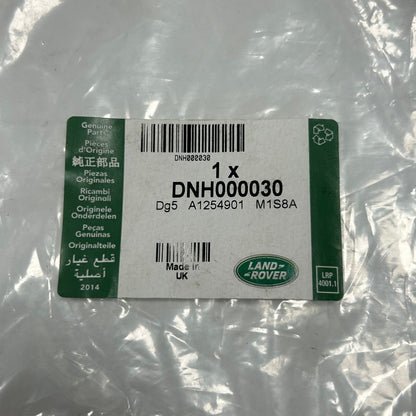 Genuine
Parts
Pièces
d'Origine
純正部品
Piezas
Originales
Ricambi
Originali
Originele
Onderdelen
Peças
Genuinas
Originalteile
قطع غيار
أصلية
2014
DNH000030
1 x
DNH000030
Dg5 A1254901 M1S8A
Made in
UK
LAND-
ROVER
LRP
4001.1